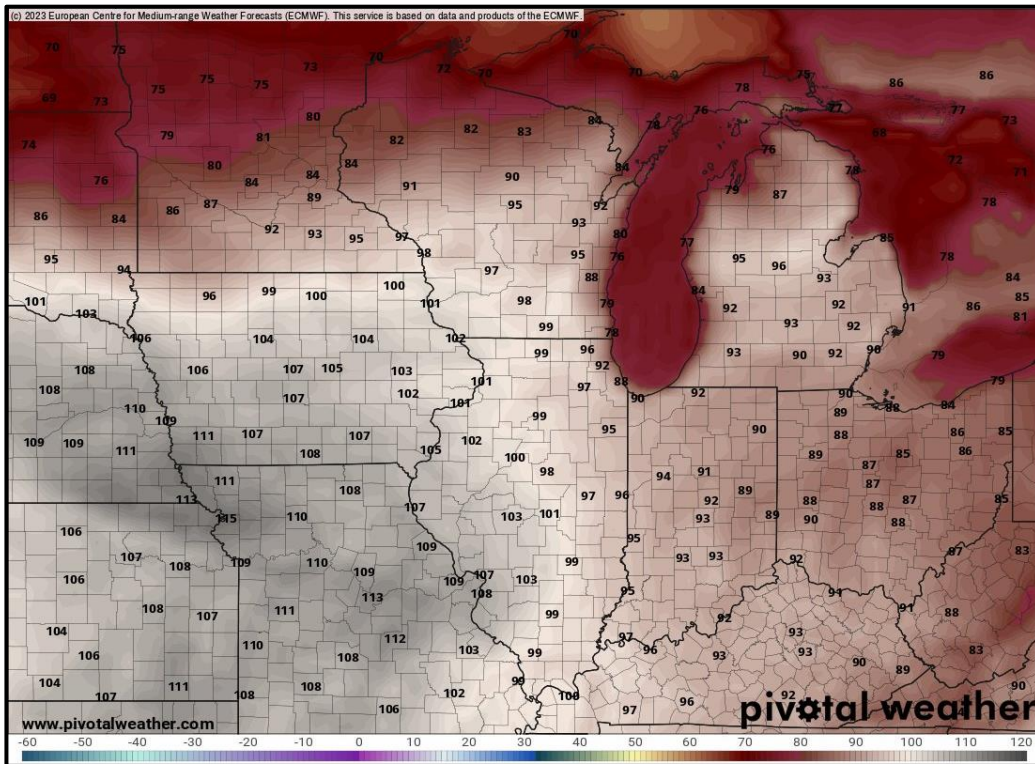 (c) 2023 European Centre for Medium-range Weather Forecasts (ECMWF). This service is based on data and products of the ECMWF.
70 75 73 70 70
75 75 72 70 70 75 86 86
69 73 75 78 77 73
80 76 77
74 79 81 82 82 83 84 78 68
76 80 84 84 84 90 84 76 78 72 71
86 84 86 87 89 91 95 92 79 87 78
92 93 95 97 93 80 77 85
95 94 98 97 95 76 95 96 78
101 96 99 100 100 101 98 88 84 93 84
103 79 92 92 91 86 85
106 104 104 102 99 78 93 92 81
108 106 107 105 103 99 96 92 93 90 92 96 79
108 110 107 102 101 97 88 90 92 90 79
109 101 99 89 88 84
109 109 111 111 107 107 105 102 95 90 88 86 85
108 100 98 94 91 89 87 85 86
113 111 108 107 97 96 92 89 88 87 87 85
106 115 110 103 101 93 89 90 88 88
107 108 109 110 109 109 95 93 93 92 87 83
106 109 107 103 99 95 91
108 107 111 113 108 99 92 91 88
104 106 110 108 112 103 99 97 96 93 93 93 90 89 83
104 107 111 108 108 106 102 99 100 97 96 92 90
pivotal weather
www.pivotalweather.com
-60 -50 -40 -30 -20 -10 0 10 20 30 40 50 60 70 80 90 100 110 120